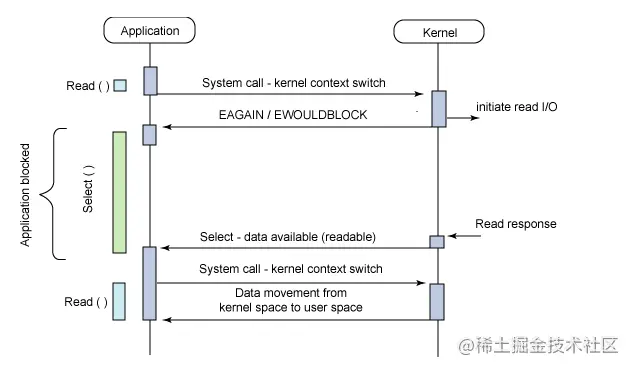 Application
Kernel
Read ( )
System call - kernel context switch
EAGAIN / EWOULDBLOCK
initiate read I/O
Application blocked
Select ( )
Read response
Select - data available (readable)
System call - kernel context switch
Read ( )
Data movement from
kernel space to user space
@稀土掘金技术社区